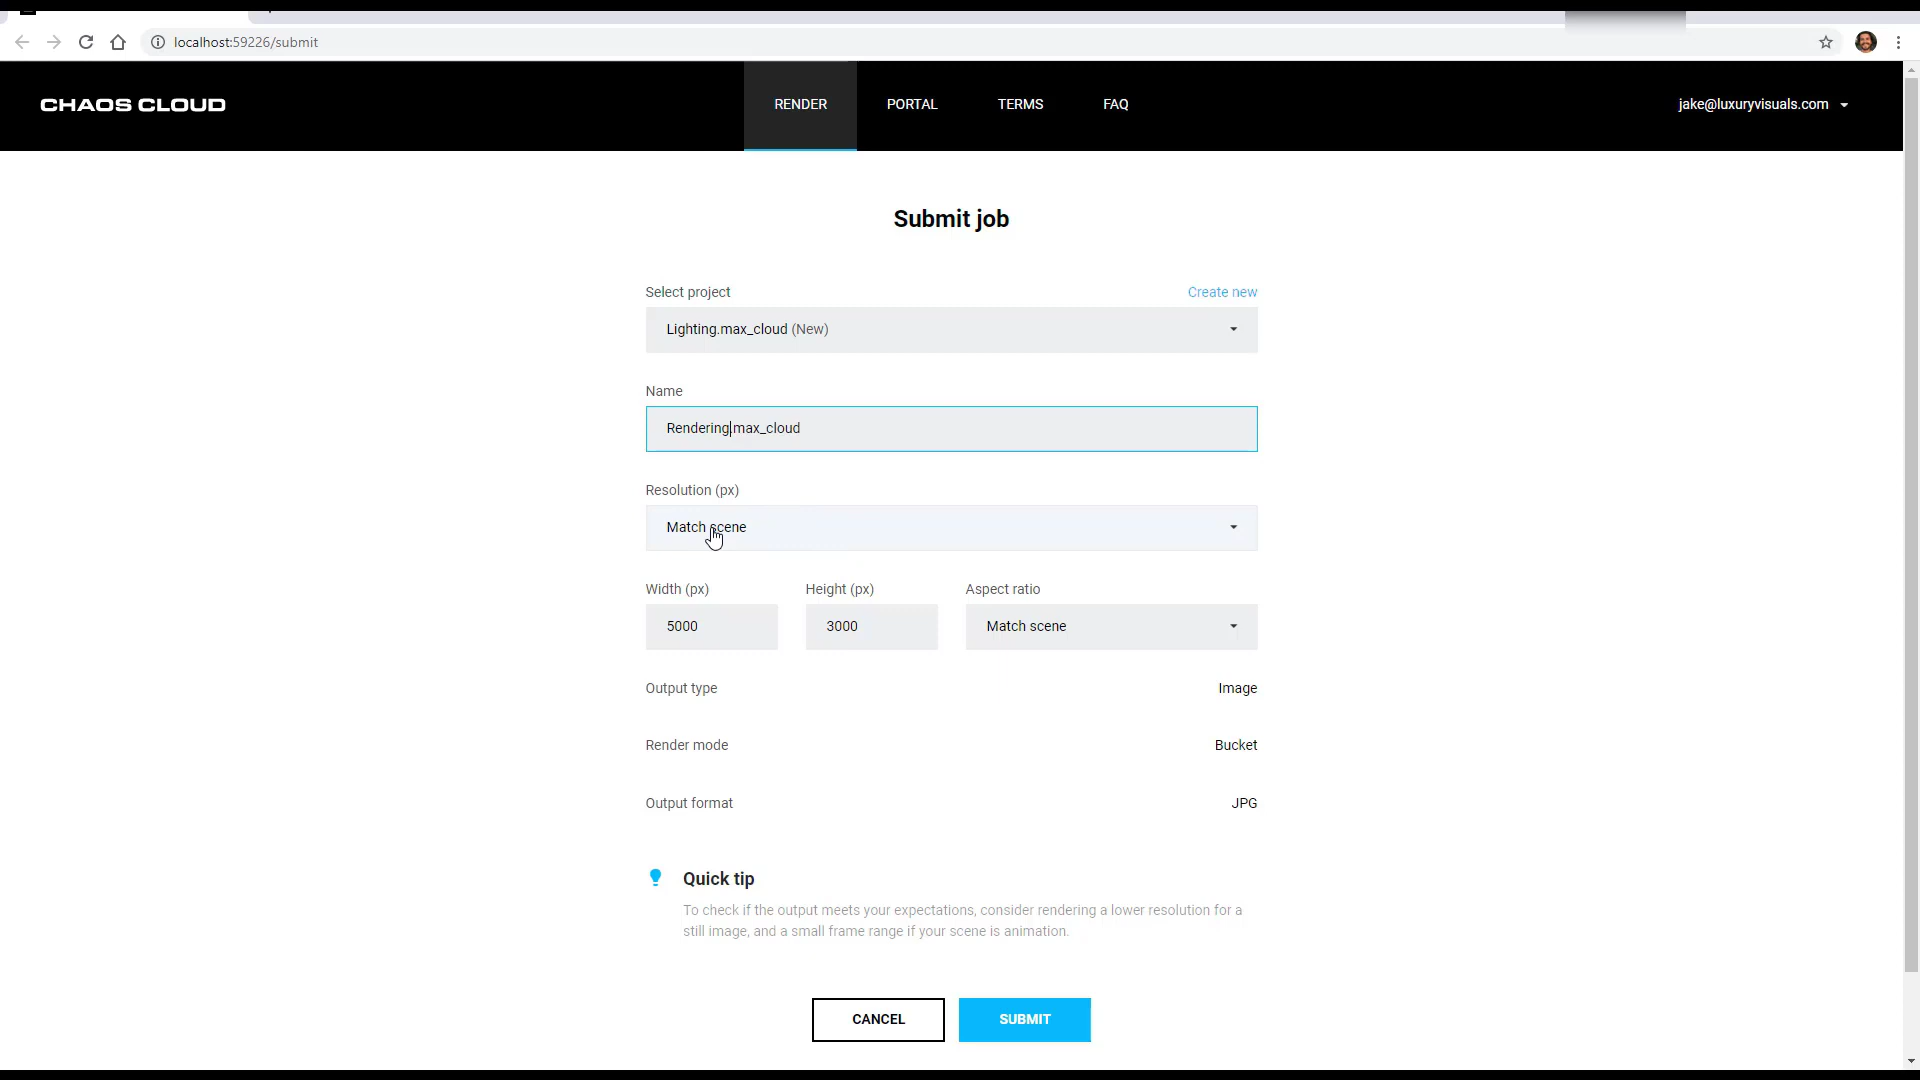 localhost:59226/submit
CHAOS CLOUD
RENDER
PORTAL
TERMS
FAQ
jake@luxuryvisuals.com
Submit job
Select project
Create new
Lighting.max_cloud (New)
Name
Rendering.max_cloud
Resolution (px)
Match scene
Width (px)
Height (px)
Aspect ratio
5000
3000
Match scene
Output type
Image
Render mode
Bucket
Output format
JPG
Quick tip
To check if the output meets your expectations, consider rendering a lower resolution for a
still image, and a small frame range if your scene is animation.
CANCEL
SUBMIT